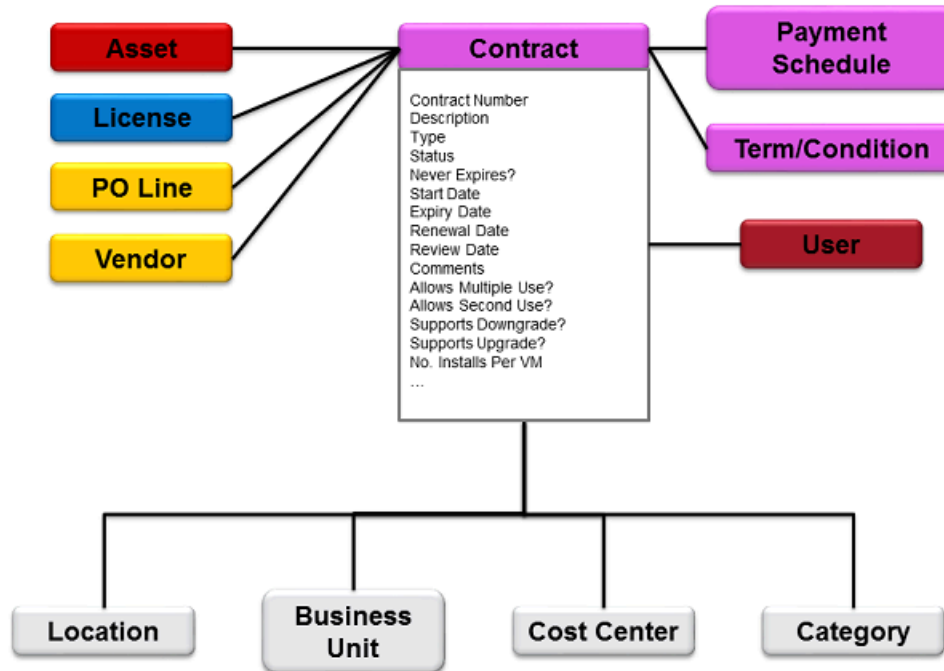 Asset
Contract
Payment
Schedule
License
Term/Condition
PO Line
Vendor
User
Contract Number
Description
Type
Status
Never Expires?
Start Date
Expiry Date
Renewal Date
Review Date
Comments
Allows Multiple Use?
Allows Second Use?
Supports Downgrade?
Supports Upgrade?
No. Installs Per VM
...
Location
Business
Unit
Cost Center
Category